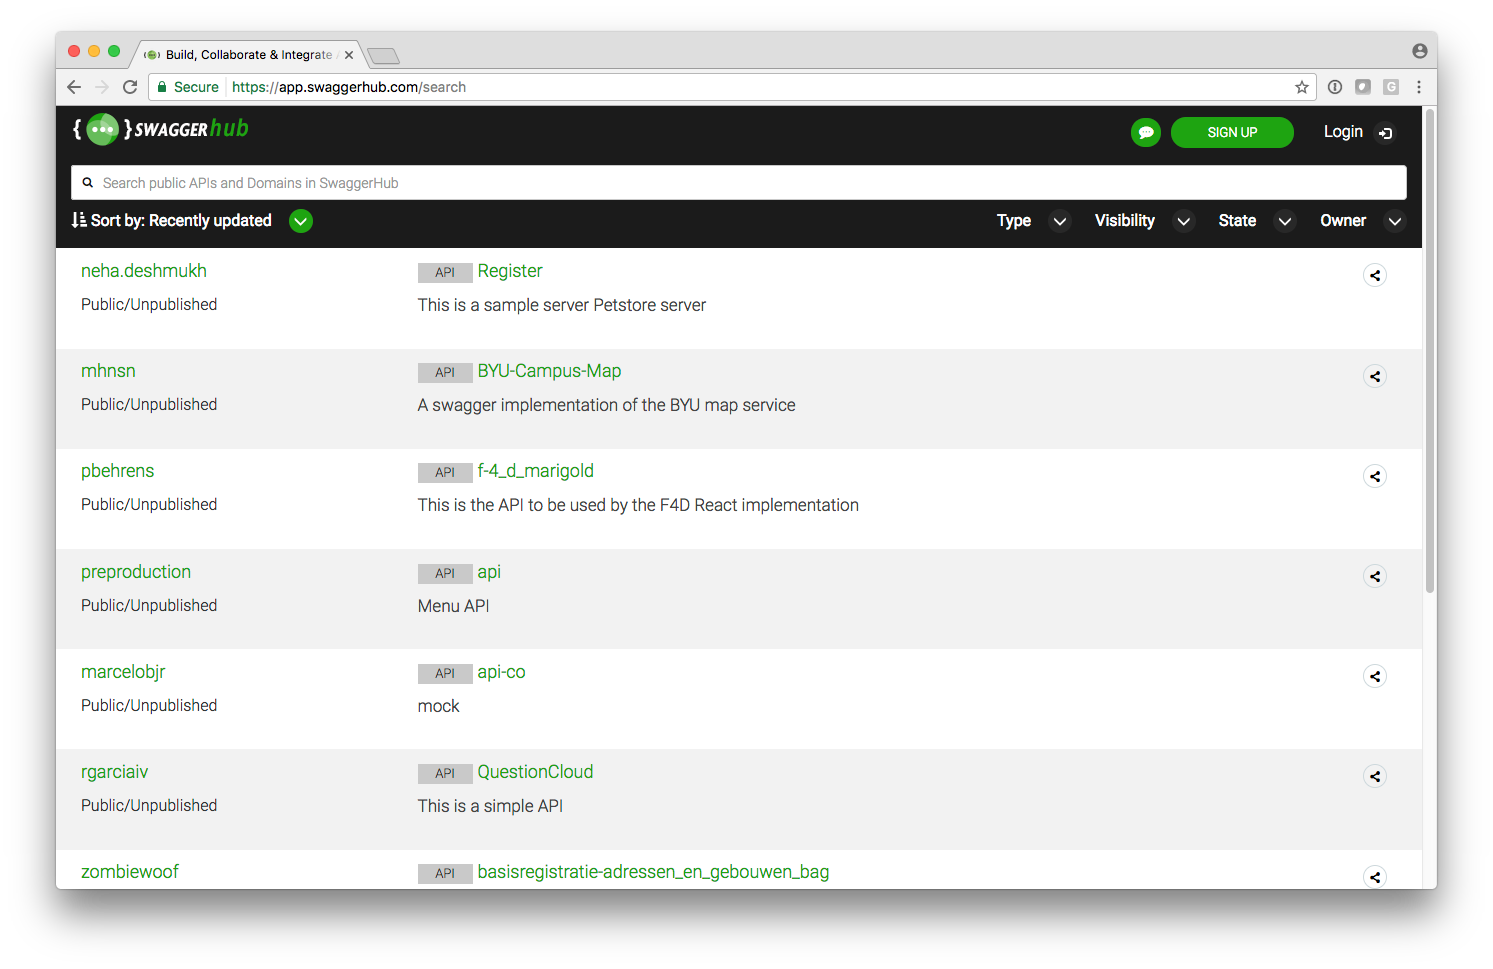 Build, Collaborate & Integrate
Secure https://app.swaggerhub.com/search
{ } SWAGGERhub
SIGN UP Login
Search public APIs and Domains in SwaggerHub
Sort by: Recently updated Type Visibility State Owner
neha.deshmukh API Register
Public/Unpublished This is a sample server Petstore server
mhnsn API BYU-Campus-Map
Public/Unpublished A swagger implementation of the BYU map service
pbehrens API f-4_d_marigold
Public/Unpublished This is the API to be used by the F4D React implementation
preproduction API api
Public/Unpublished Menu API
marcelobjr API api-co
Public/Unpublished mock
rgarciaiv API QuestionCloud
Public/Unpublished This is a simple API
zombiewoof API basisregistratie-adressen_en_gebouwen_bag